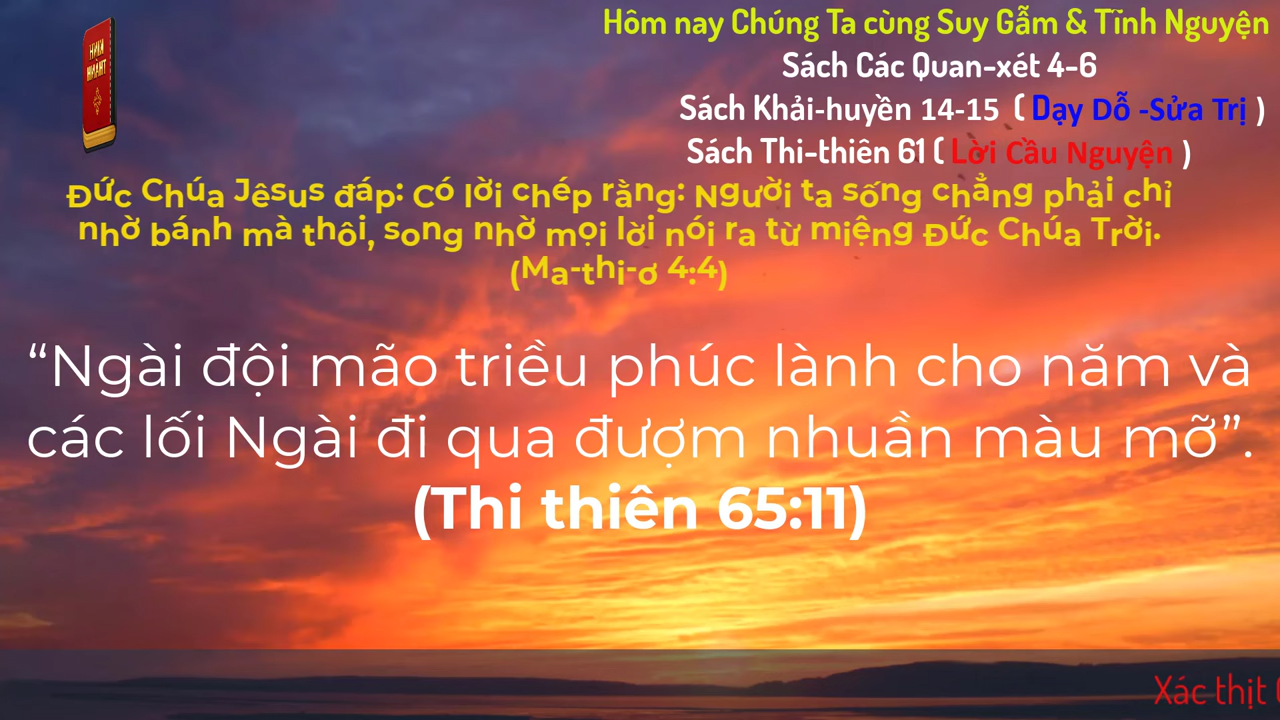 KINH
THÁNH
Hôm nay Chúng Ta cùng Suy Gẫm & Tĩnh Nguyện
Sách Các Quan-xét 4-6
Sách Khải-huyền 14-15 ( Dạy Dỗ -Sửa Trị )
Sách Thi-thiên 61 ( Lời Cầu Nguyện )
Đức Chúa Jêsus đáp: Có lời chép rằng: Người ta sống chẳng phải chỉ
nhờ bánh mà thôi, song nhờ mọi lời nói ra từ miệng Đức Chúa Trời.
(Ma-thi-ơ 4:4)
“Ngài đội mão triều phúc lành cho năm và
các lối Ngài đi qua đượm nhuần màu mỡ”.
(Thi thiên 65:11)
Xác thịt